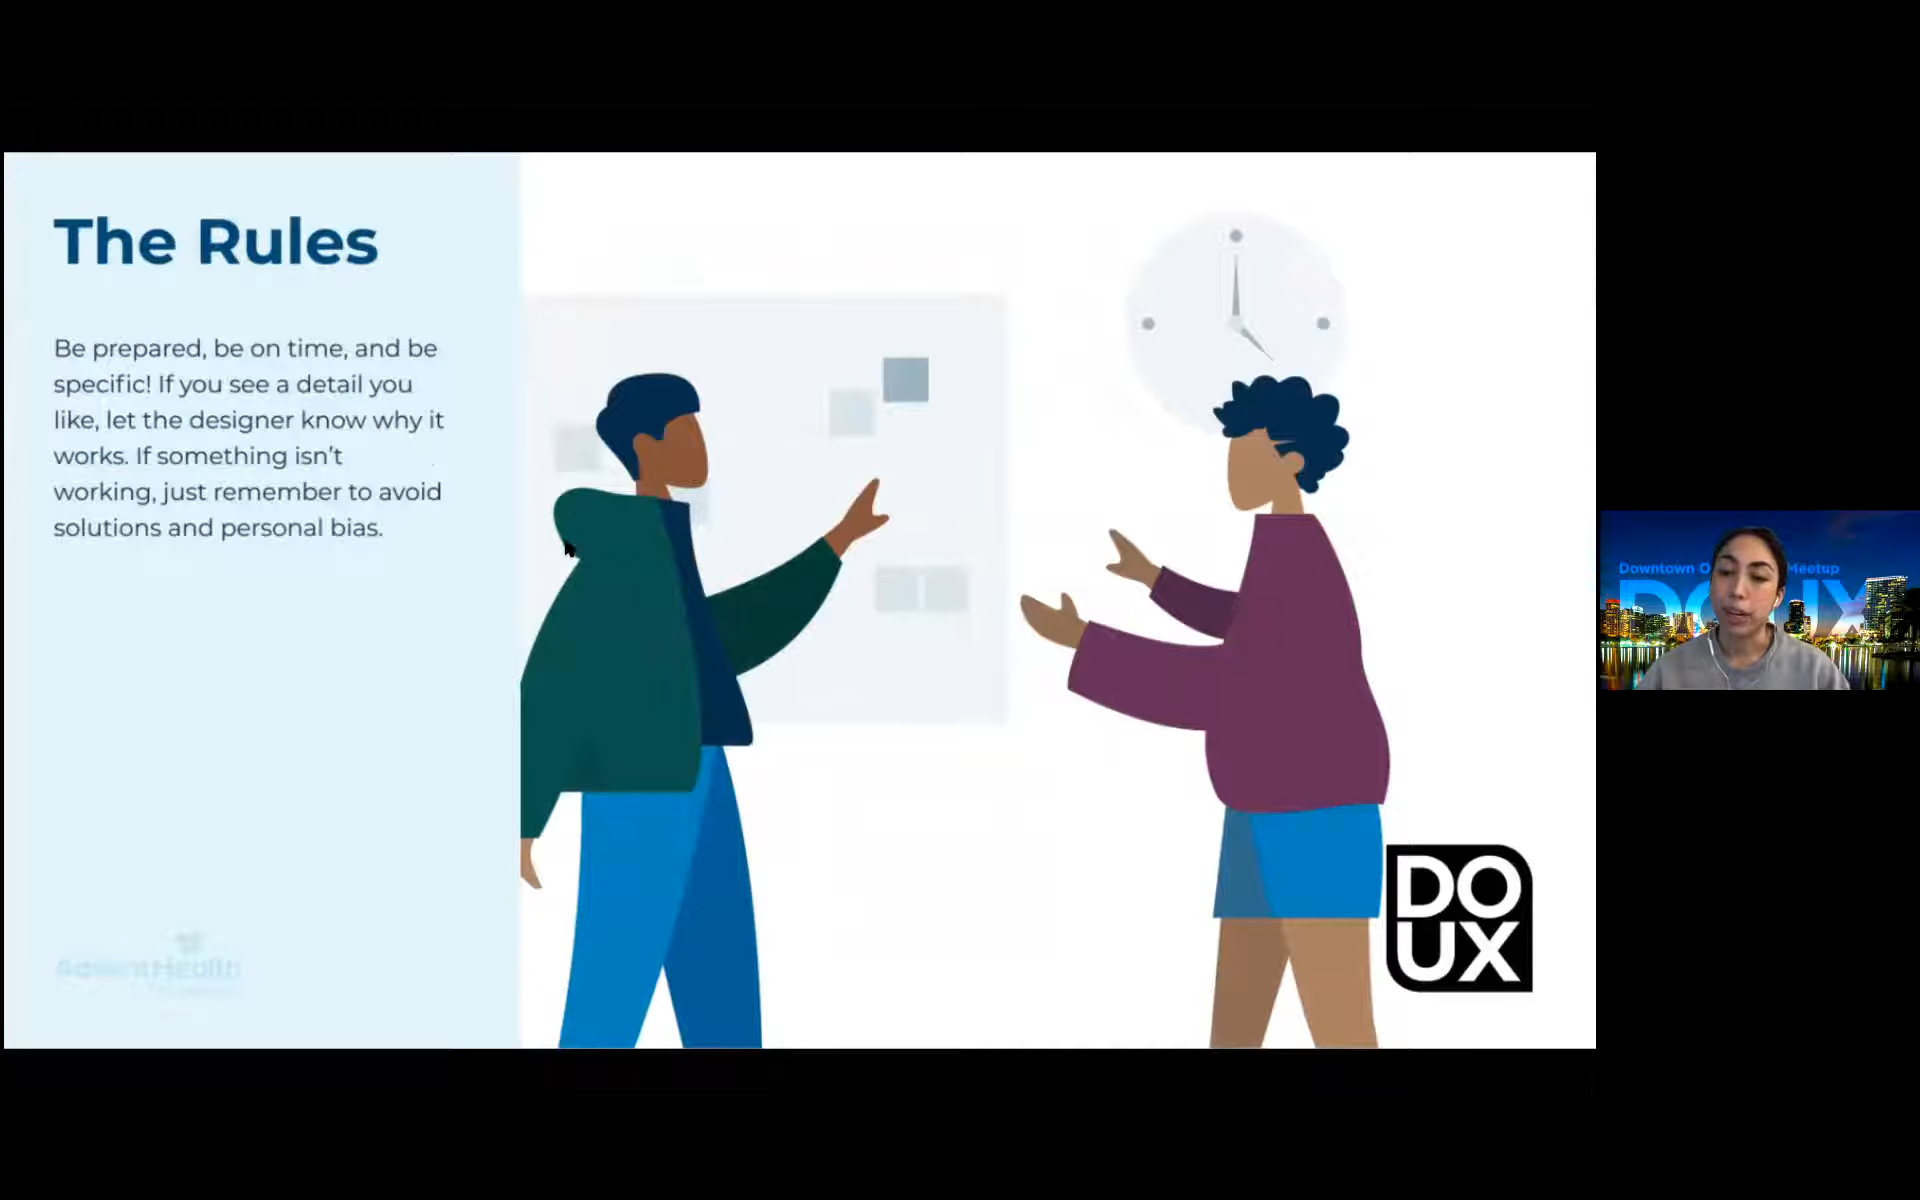 The Rules
Be prepared, be on time, and be
specific! If you see a detail you
like, let the designer know why it
works. If something isn't
working, just remember to avoid
solutions and personal bias.
AdventHealth
DO
UX
Downtown O Meetup